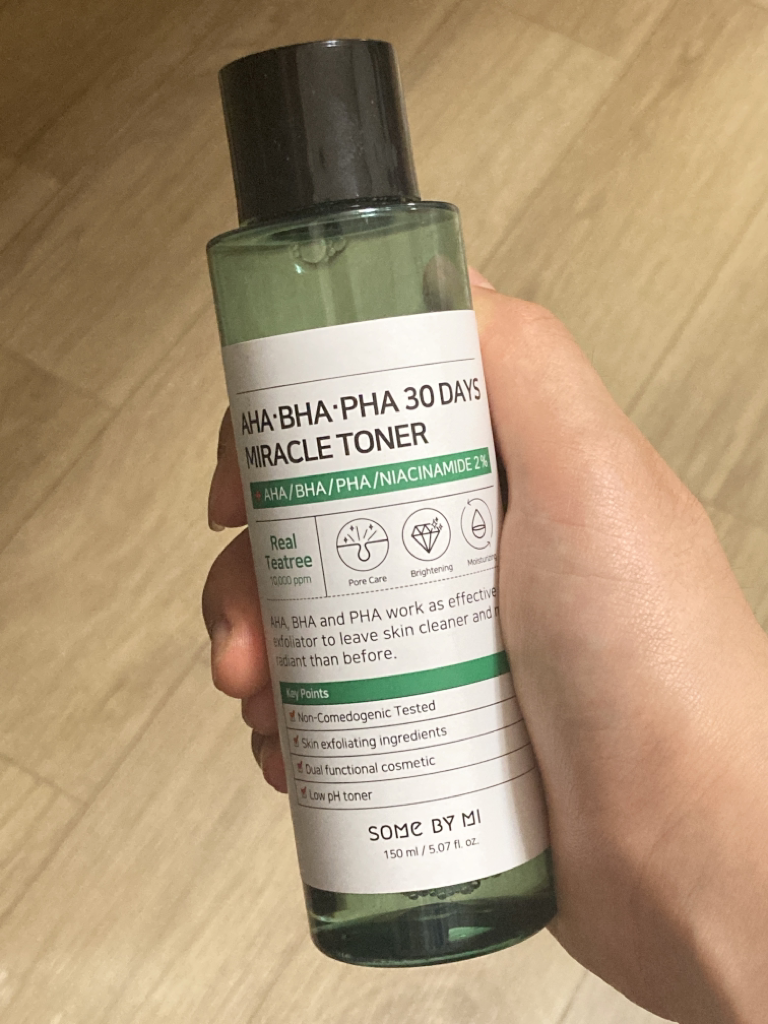 AHA·BHA·PHA 30 DAYS
MIRACLE TONER
+ AHA/BHA/PHA/NIACINAMIDE 2%
Real
Teatree
10,000 ppm
Pore Care
Brightening
Moisturizing
AHA, BHA and PHA work as effective
exfoliator to leave skin cleaner and
radiant than before.
Key Points
Non-Comedogenic Tested
Skin exfoliating ingredients
Dual functional cosmetic
Low pH toner
SOME BY MI
150 ml / 5.07 fl. oz.